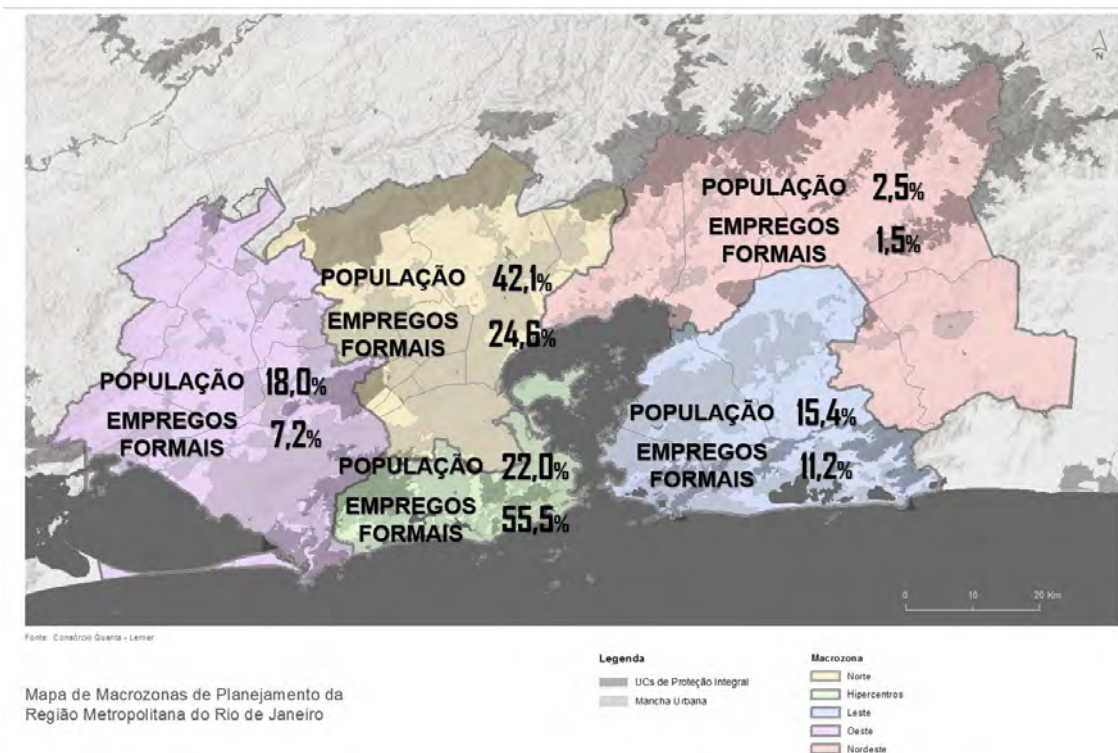 N
POPULAÇÃO 2,5%
EMPREGOS
FORMAIS 1,5%
POPULAÇÃO 42,1%
EMPREGOS
FORMAIS 24,6%
POPULAÇÃO 18,0%
EMPREGOS
FORMAIS 7,2%
POPULAÇÃO 15,4%
EMPREGOS
FORMAIS 11,2%
POPULAÇÃO 22,0%
EMPREGOS
FORMAIS 55,5%
0 10 20 Km
Fonte: Consórcio Quanta - Lerner
Mapa de Macrozonas de Planejamento da
Região Metropolitana do Rio de Janeiro
Legenda
UCs de Proteção Integral
Mancha Urbana
Macrozona
Norte
Hipercentros
Leste
Oeste
Nordeste